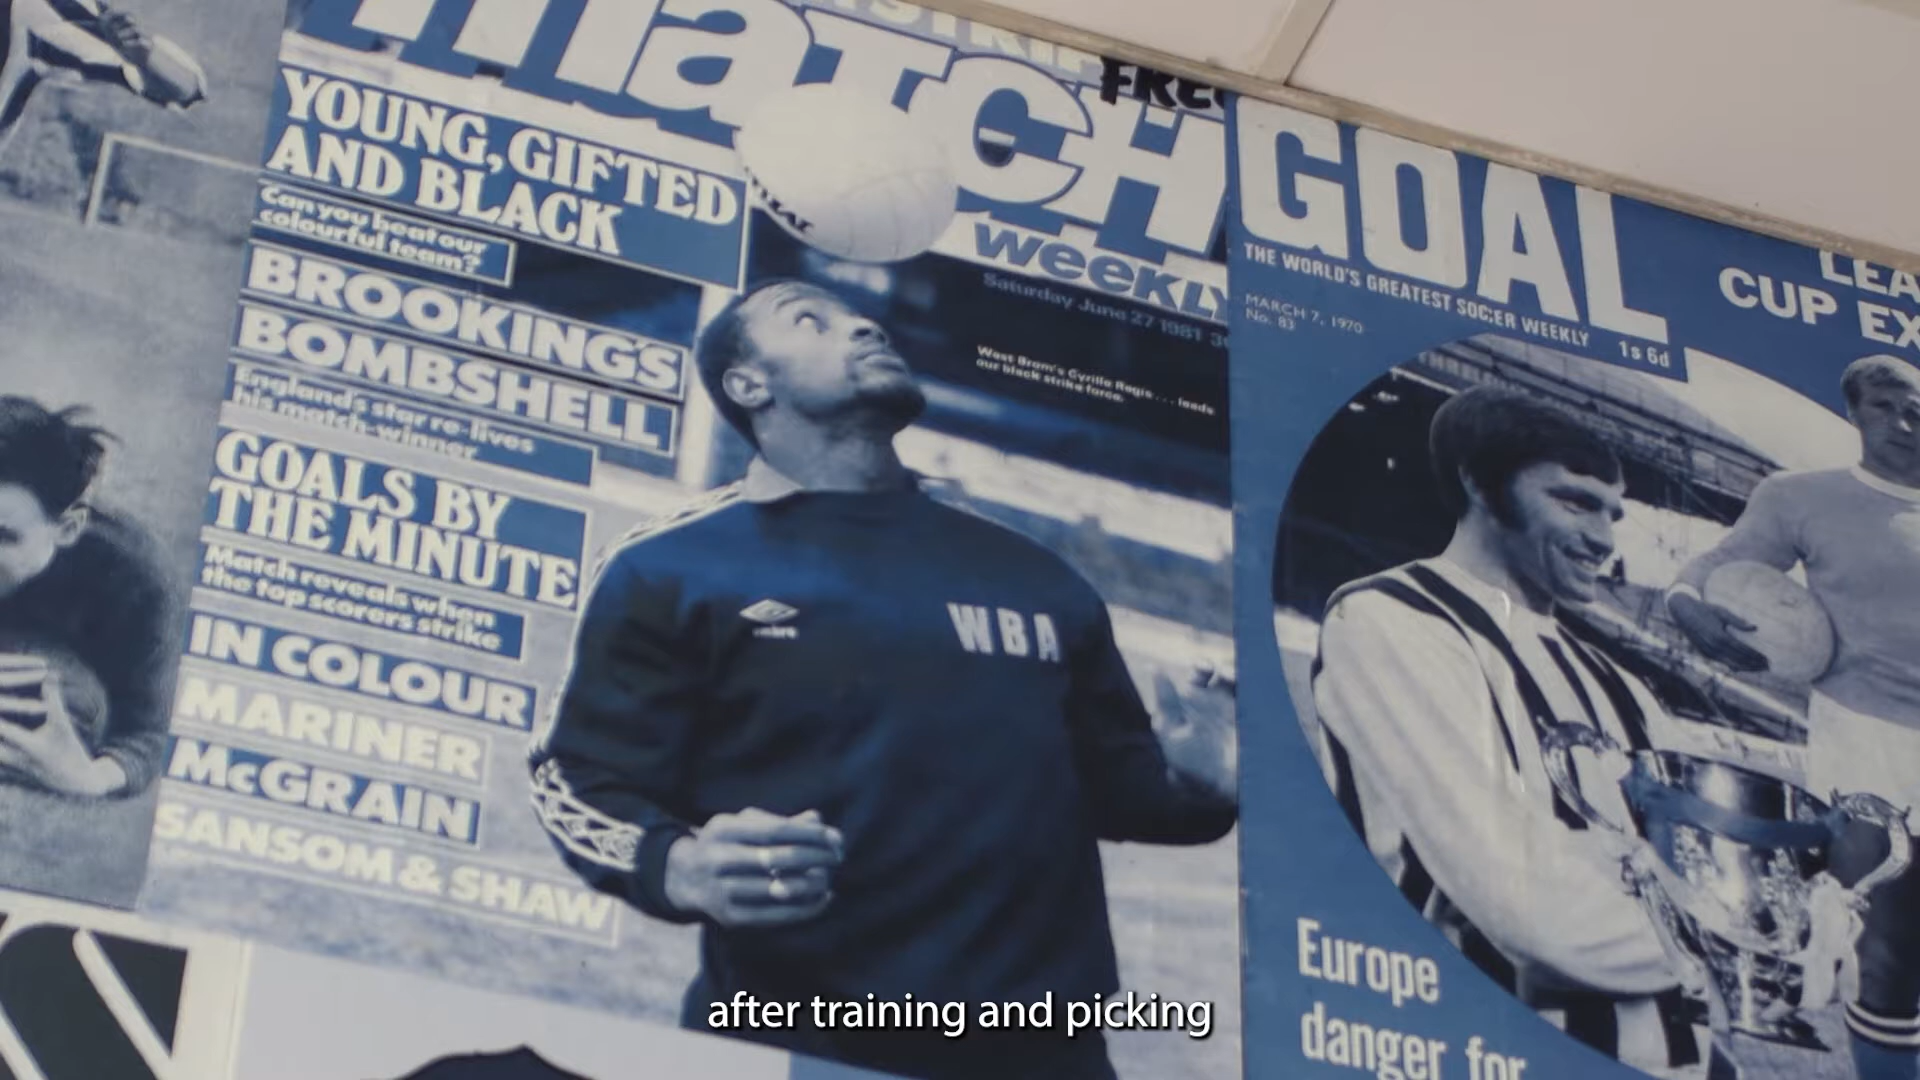 maTCH
weekly
FREE
YOUNG, GIFTED
AND BLACK
Can you beat our
colourful team?
BROOKING'S
BOMBSHELL
England's star re-lives
his match-winner
GOALS BY
THE MINUTE
Match reveals when
the top scorers strike
IN COLOUR
MARINER
McGRAIN
SANSOM & SHAW
Saturday June 27 1981
West Brom's Cyrille Regis . . . leads
our black strike force.
umbro
WBA
GOAL
THE WORLD'S GREATEST SOCCER WEEKLY
1s 6d
MARCH 7, 1970
No. 83
LEA
CUP EX
Europe
danger for
S
after training and picking